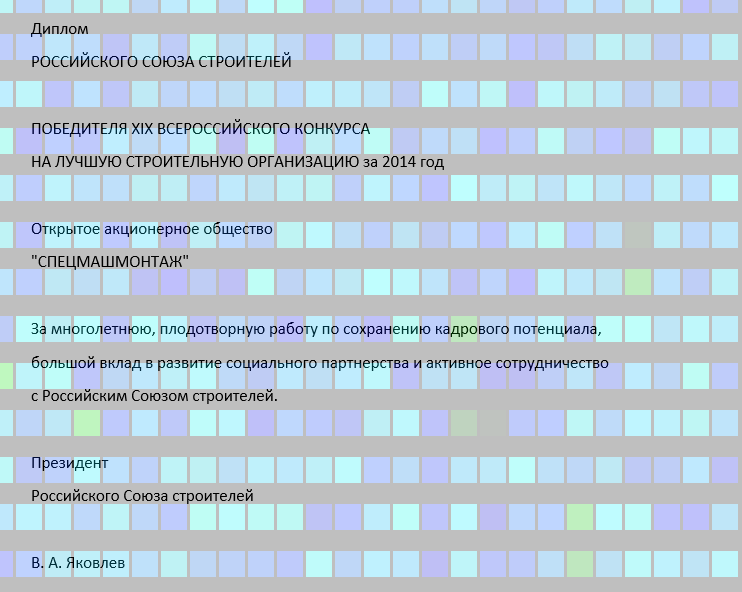 Диплом
РОССИЙСКОГО СОЮЗА СТРОИТЕЛЕЙ
ПОБЕДИТЕЛЯ XIX ВСЕРОССИЙСКОГО КОНКУРСА
НА ЛУЧШУЮ СТРОИТЕЛЬНУЮ ОРГАНИЗАЦИЮ за 2014 год
Открытое акционерное общество
"СПЕЦМАШМОНТАЖ"
За многолетнюю, плодотворную работу по сохранению кадрового потенциала,
большой вклад в развитие социального партнерства и активное сотрудничество
с Российским Союзом строителей.
Президент
Российского Союза строителей
В. А. Яковлев